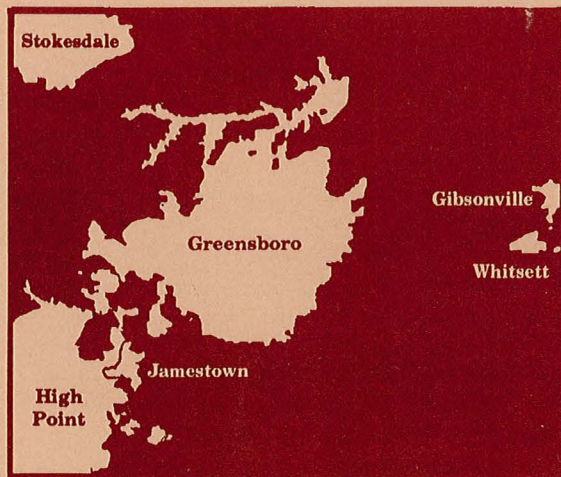 Stokesdale
Gibsonville
Greensboro
Whitsett
Jamestown
High
Point